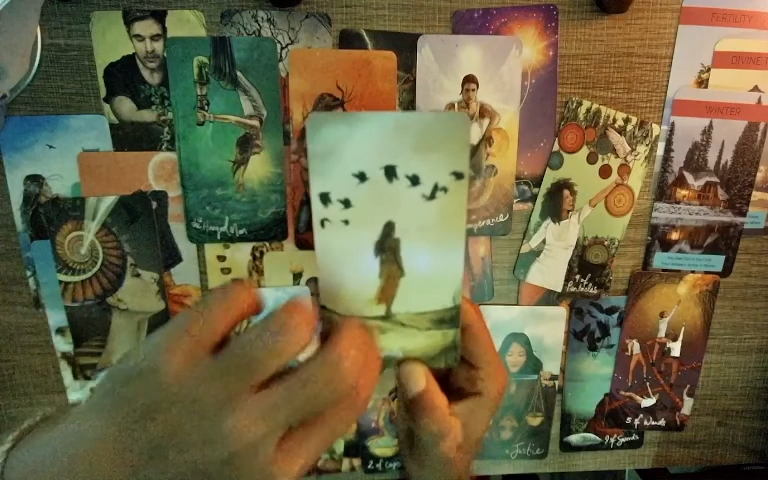 FERTILITY
DIVINE
WINTER
The Hanged Man
Temperance
9 of
Pentacles
2 of Cups
Justice
5 of Wands
9 of Swords